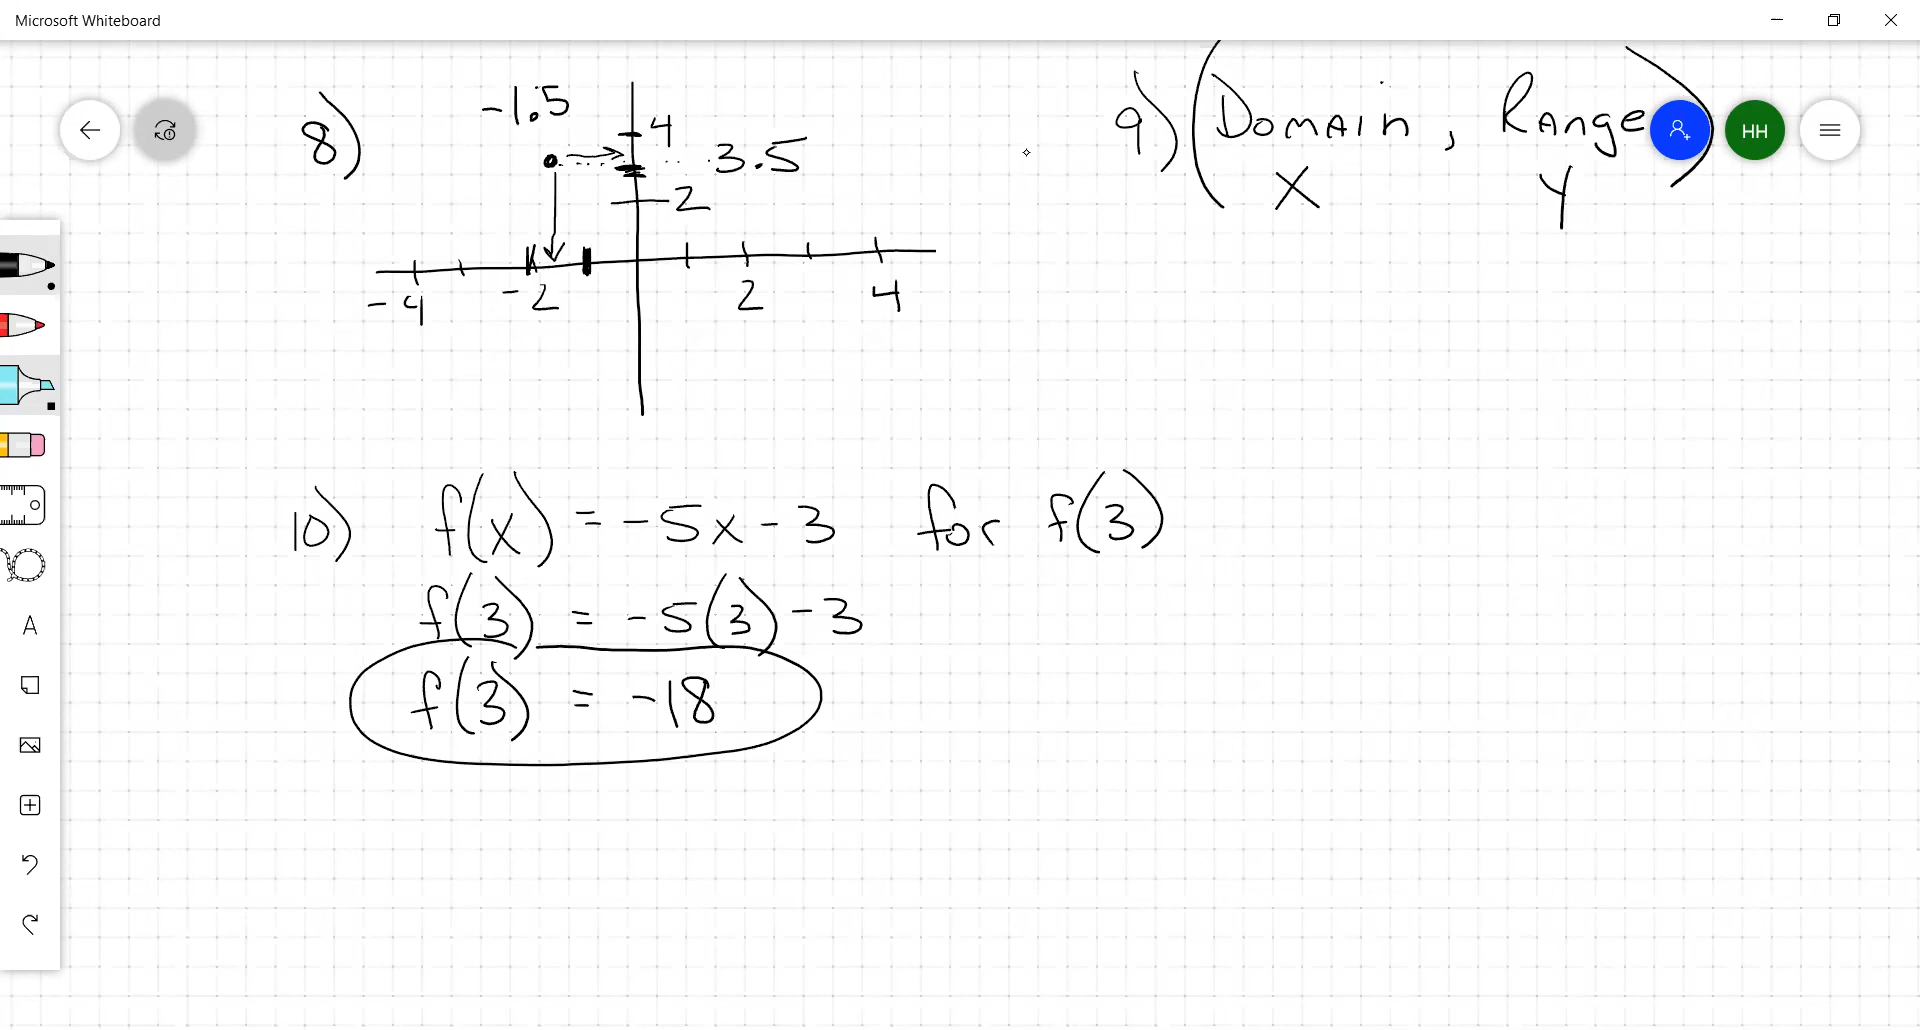 Microsoft Whiteboard
8)
-1.5
4
3.5
2
-4 -2 2 4
9) (Domain, Range)
X Y
HH
10) f(x) = -5x - 3 for f(3)
f(3) = -5(3) - 3
f(3) = -18
A